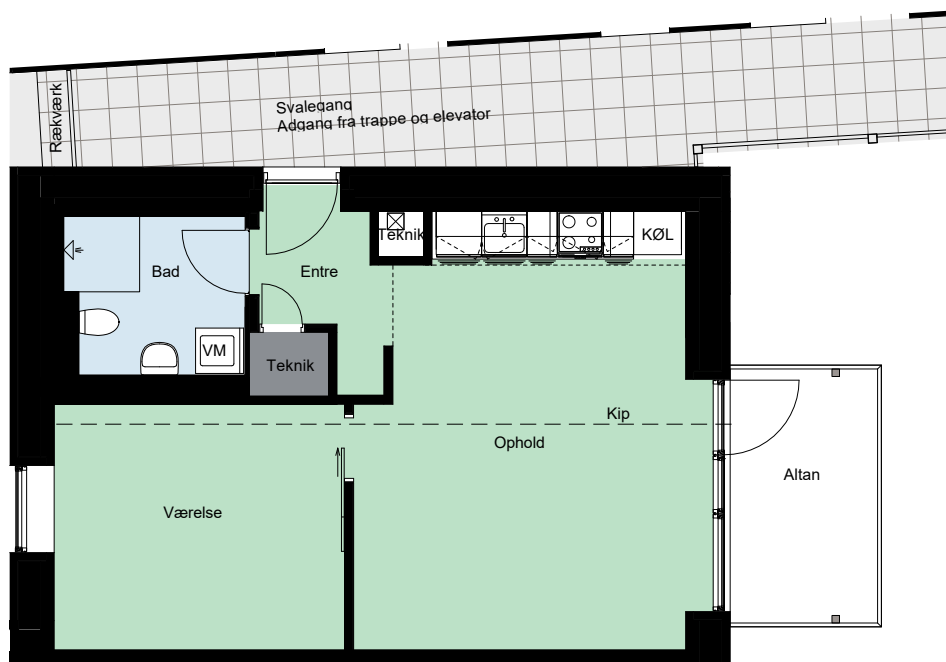 Rækværk
Svalegang
Adgang fra trappe og elevator
Teknik
KØL
Bad
Entre
VM
Teknik
Kip
Ophold
Altan
Værelse